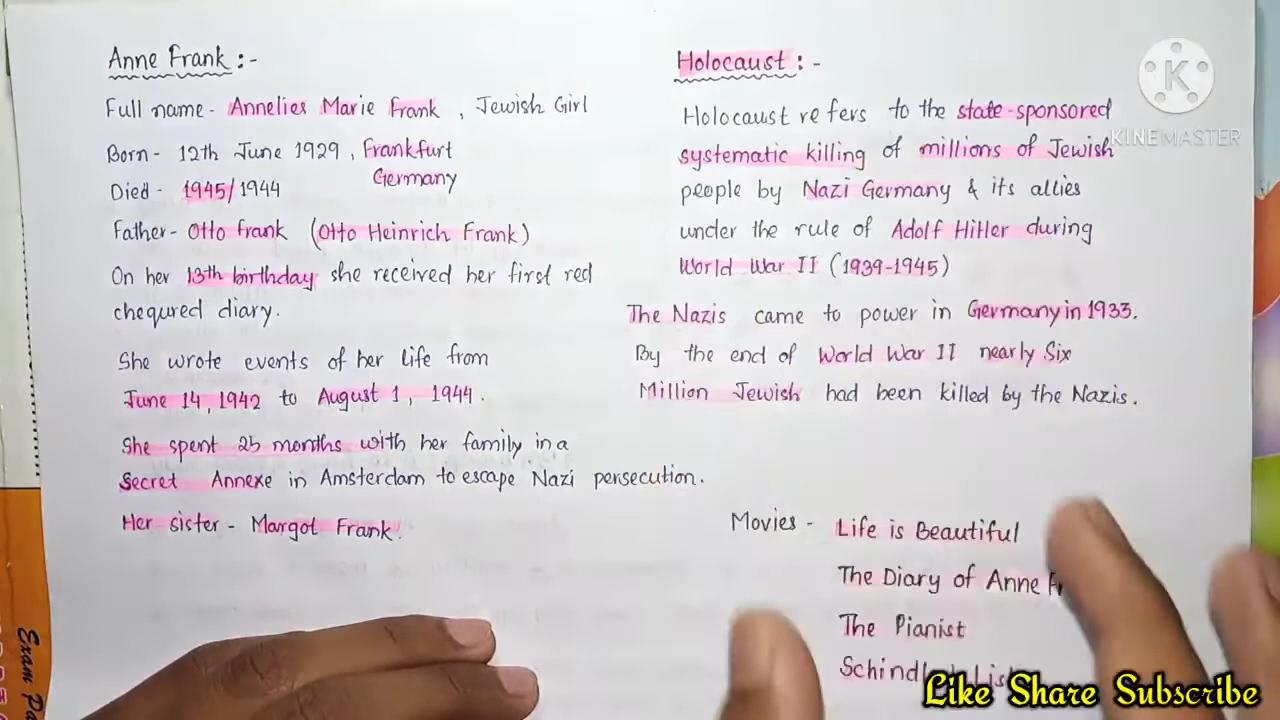 Anne Frank :-
Full name - Annelies Marie Frank , Jewish Girl
Born - 12th June 1929 , Frankfurt
Germany
Died - 1945/1944
Father - Otto Frank (Otto Heinrich Frank)
On her 13th birthday she received her first red
chequred diary.
She wrote events of her life from
June 14, 1942 to August 1, 1944.
She spent 25 months with her family in a
Secret Annexe in Amsterdam to escape Nazi persecution.
Her sister - Margot Frank.
Holocaust : -
Holocaust refers to the state-sponsored
systematic killing of millions of Jewish
people by Nazi Germany & its allies
under the rule of Adolf Hitler during
World War II (1939-1945)
The Nazis came to power in Germany in 1933.
By the end of World War II nearly Six
Million Jewish had been killed by the Nazis.
Movies - Life is Beautiful
The Diary of Anne
The Pianist
K
KINEMASTER
Like Share Subscribe
Exam